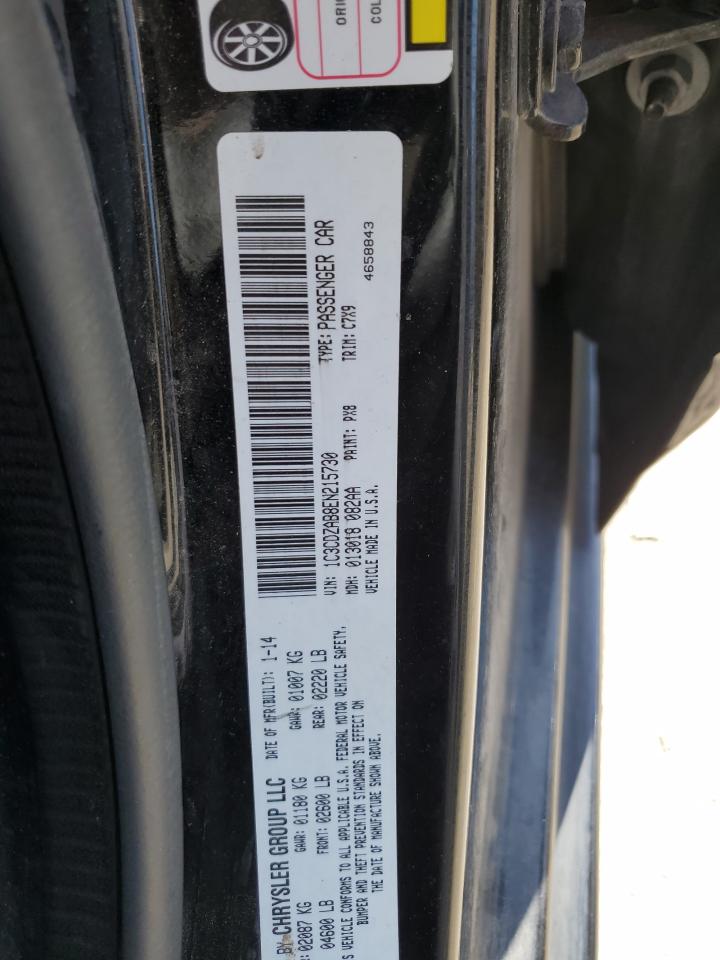 ORI
COL
BY CHRYSLER GROUP LLC
DATE OF MFR(BUILT): 1-14
02087 KG GAWR: 01180 KG GAWR: 01007 KG
04600 LB FRONT: 02600 LB REAR: 02220 LB
S VEHICLE CONFORMS TO ALL APPLICABLE U.S.A. FEDERAL MOTOR VEHICLE SAFETY,
BUMPER AND THEFT PREVENTION STANDARDS IN EFFECT ON
THE DATE OF MANUFACTURE SHOWN ABOVE.
VIN: 1C3CDZAB8EN215730 TYPE: PASSENGER CAR
MDH: 013018 082AA PAINT: PX8 TRIM: C7X9
VEHICLE MADE IN U.S.A. 4658843